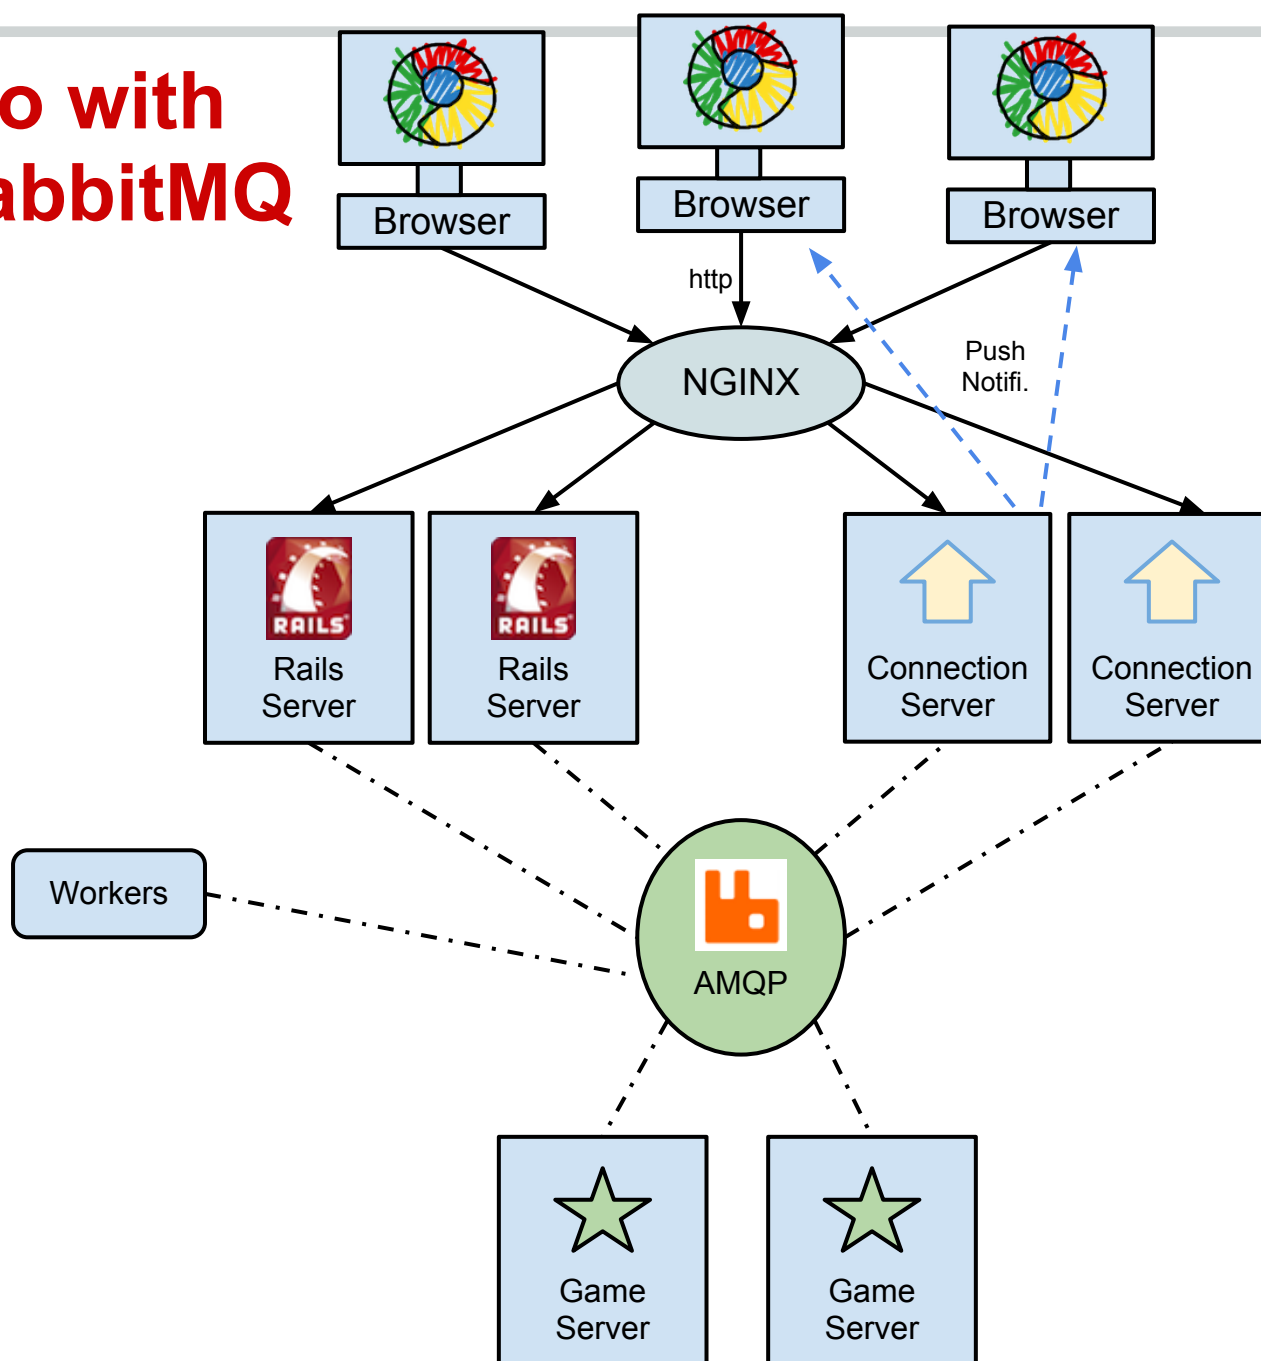 o with
abbitMQ
Browser
Browser
Browser
http
Push
Notifi.
NGINX
RAILS
RAILS
Rails
Server
Rails
Server
Connection
Server
Connection
Server
Workers
AMQP
Game
Server
Game
Server